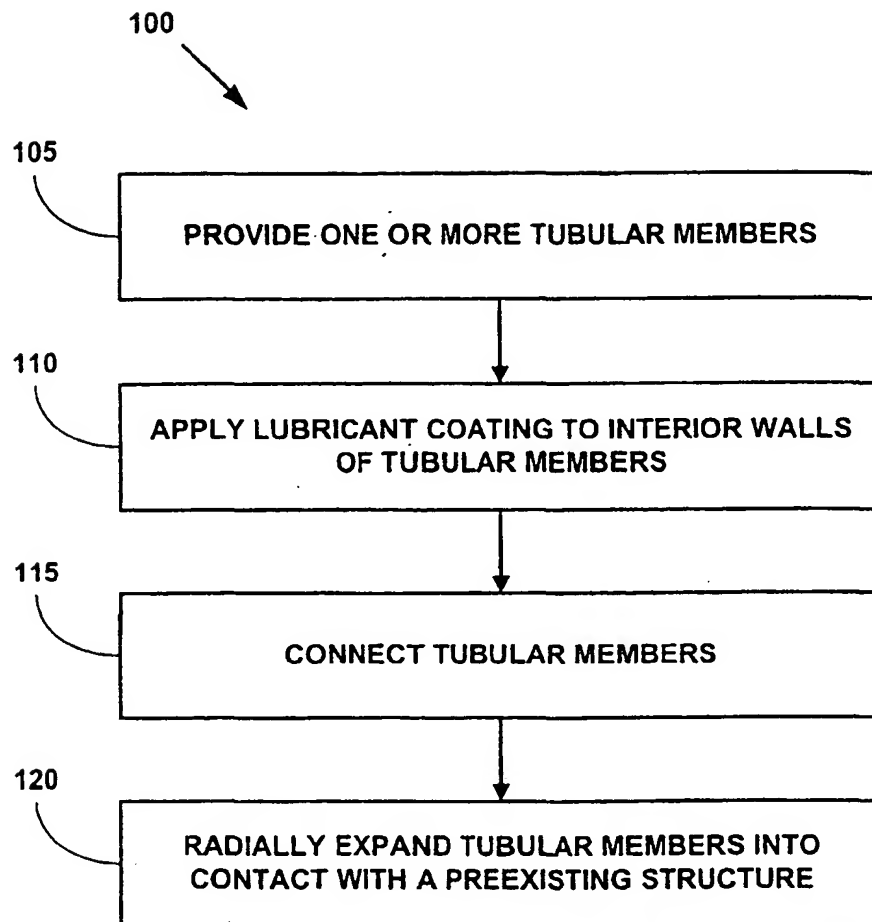 100
105
PROVIDE ONE OR MORE TUBULAR MEMBERS
110
APPLY LUBRICANT COATING TO INTERIOR WALLS
OF TUBULAR MEMBERS
115
CONNECT TUBULAR MEMBERS
120
RADIALLY EXPAND TUBULAR MEMBERS INTO
CONTACT WITH A PREEXISTING STRUCTURE